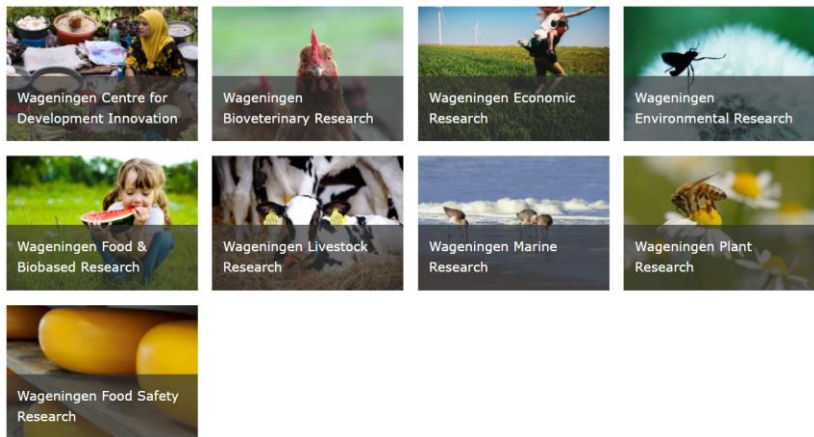 Wageningen Centre for
Development Innovation
Wageningen
Bioveterinary Research
Wageningen Economic
Research
Wageningen
Environmental Research
Wageningen Food &
Biobased Research
Wageningen Livestock
Research
Wageningen Marine
Research
Wageningen Plant
Research
Wageningen Food Safety
Research